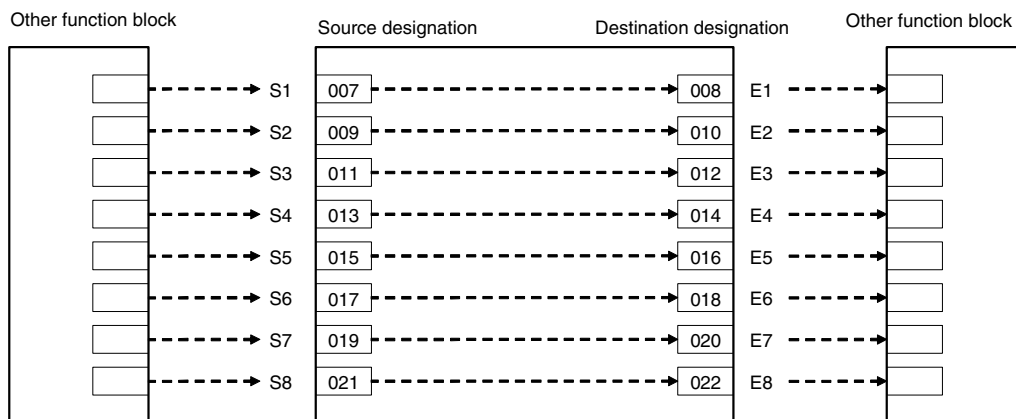 Other function block
Source designation
Destination designation
Other function block
S1 007 008 E1
S2 009 010 E2
S3 011 012 E3
S4 013 014 E4
S5 015 016 E5
S6 017 018 E6
S7 019 020 E7
S8 021 022 E8